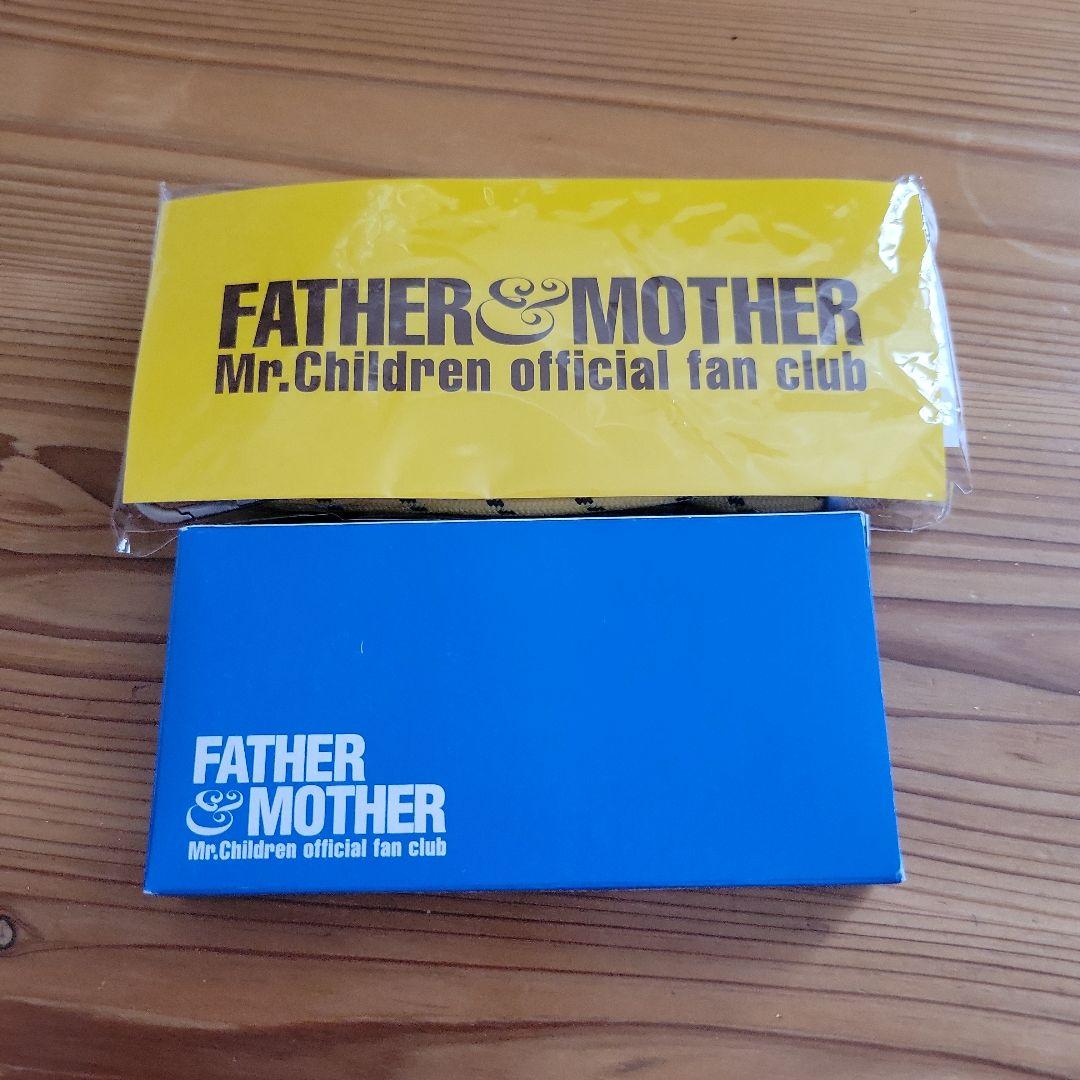 FATHER&MOTHER
Mr.Children official fan club
FATHER
&MOTHER
Mr.Children official fan club